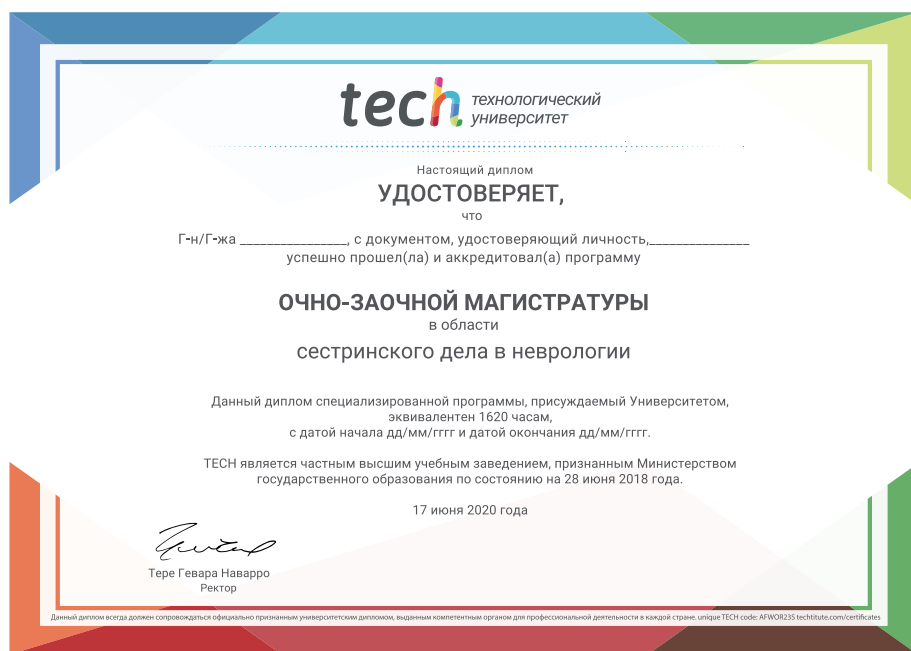 tech технологический
университет
Настоящий диплом
УДОСТОВЕРЯЕТ,
что
Г-н/Г-жа ________________, с документом, удостоверяющий личность,_______________
успешно прошел(ла) и аккредитовал(а) программу
ОЧНО-ЗАОЧНОЙ МАГИСТРАТУРЫ
в области
сестринского дела в неврологии
Данный диплом специализированной программы, присуждаемый Университетом,
эквивалентен 1620 часам,
с датой начала дд/мм/гггг и датой окончания дд/мм/гггг.
TECH является частным высшим учебным заведением, признанным Министерством
государственного образования по состоянию на 28 июня 2018 года.
17 июня 2020 года
Тере Гевара Наварро
Ректор
Данный диплом всегда должен сопровождаться официально признанным университетским дипломом, выданным компетентным органом для профессиональной деятельности в каждой стране. unique TECH code: AFWOR23S techtitute.com/certificates